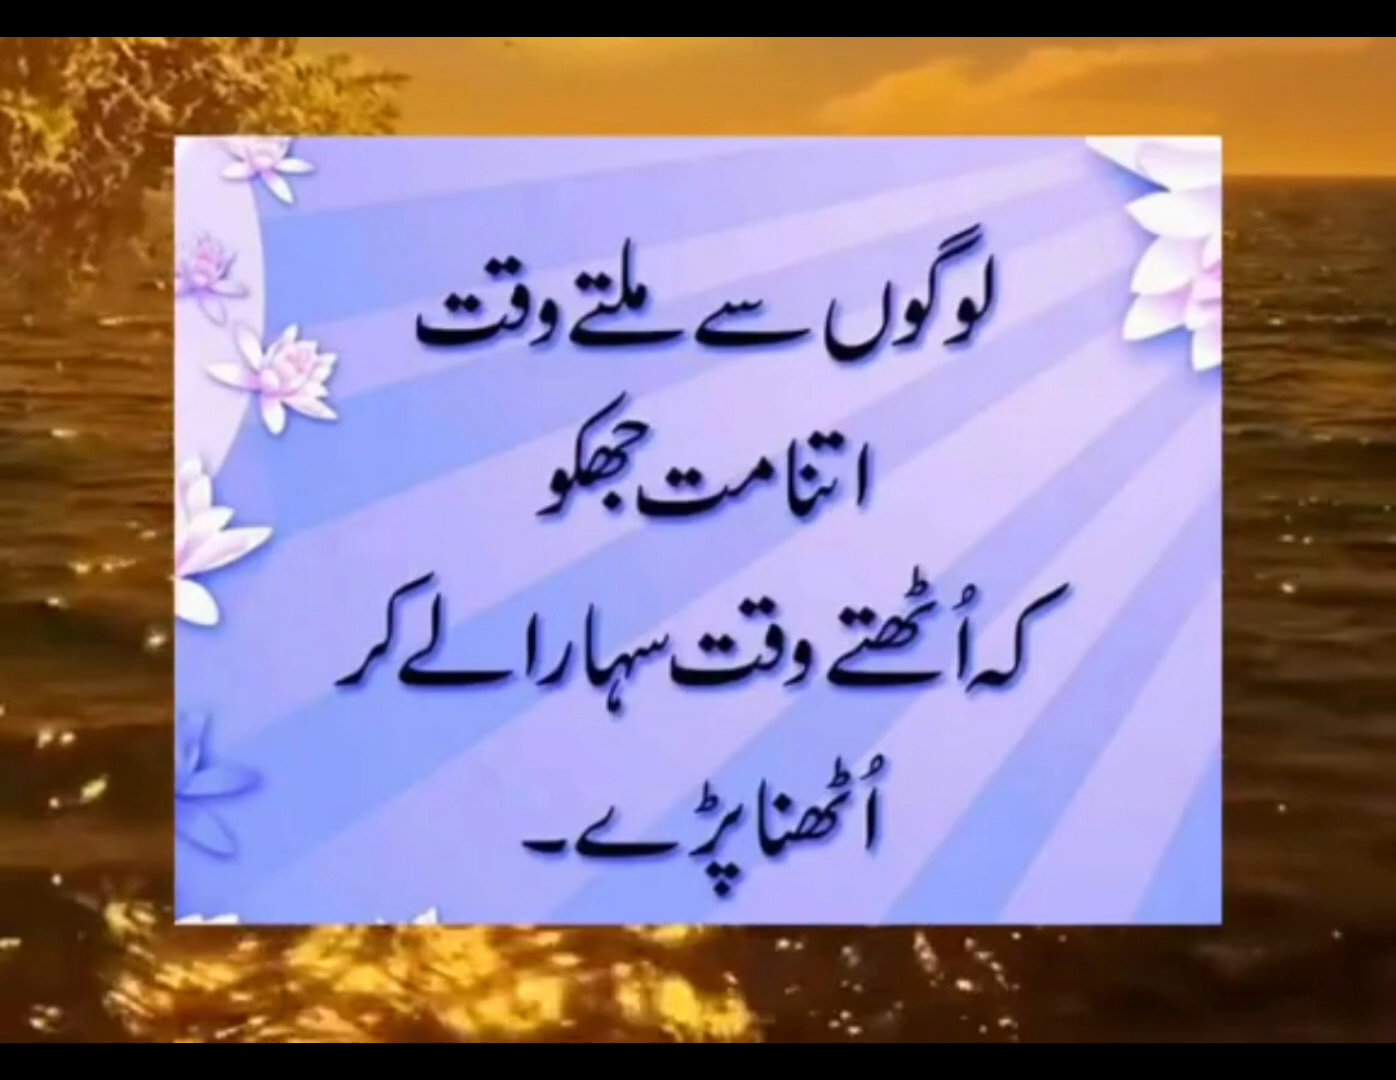 لوگوں سے ملتے وقت
اتنا مت جھکو
کہ اُٹھتے وقت سہارا لے کر
اُٹھنا پڑے۔